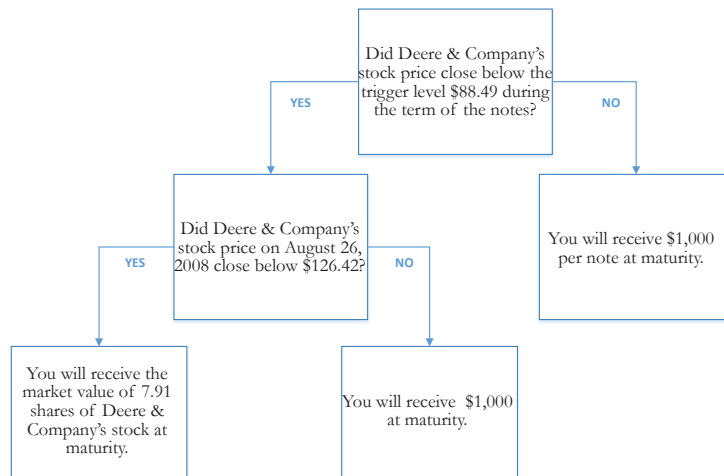 Did Deere & Company's
stock price close below the
trigger level $88.49 during
the term of the notes?
YES
NO
Did Deere & Company's
stock price on August 26,
2008 close below $126.42?
You will receive $1,000
per note at maturity.
YES
NO
You will receive the
market value of 7.91
shares of Deere &
Company's stock at
maturity.
You will receive $1,000
at maturity.